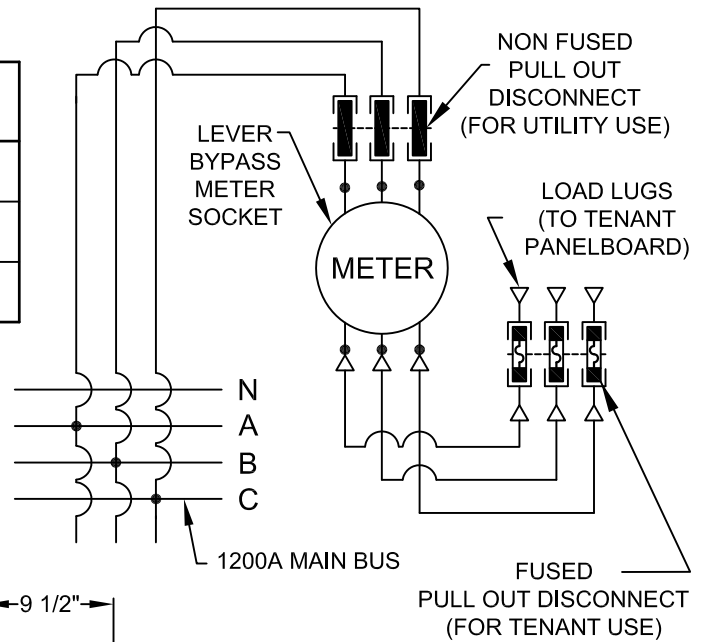 NON FUSED
PULL OUT
DISCONNECT
(FOR UTILITY USE)
LEVER
BYPASS
METER
SOCKET
LOAD LUGS
(TO TENANT
PANELBOARD)
METER
N
A
B
C
1200A MAIN BUS
9 1/2"
FUSED
PULL OUT DISCONNECT
(FOR TENANT USE)